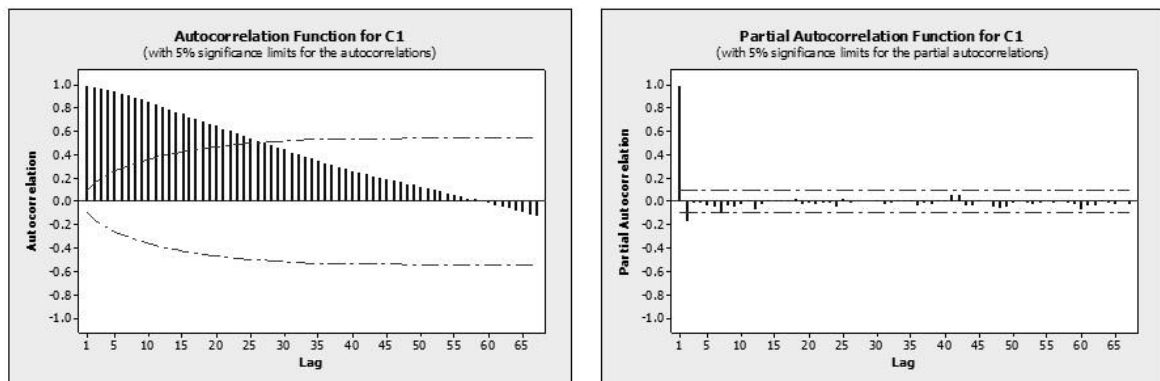 Autocorrelation Function for C1
(with 5% significance limits for the autocorrelations)
1.0
0.8
0.6
0.4
0.2
0.0
-0.2
-0.4
-0.6
-0.8
-1.0
Autocorrelation
1 5 10 15 20 25 30 35 40 45 50 55 60 65
Lag
Partial Autocorrelation Function for C1
(with 5% significance limits for the partial autocorrelations)
1.0
0.8
0.6
0.4
0.2
0.0
-0.2
-0.4
-0.6
-0.8
-1.0
Partial Autocorrelation
1 5 10 15 20 25 30 35 40 45 50 55 60 65
Lag